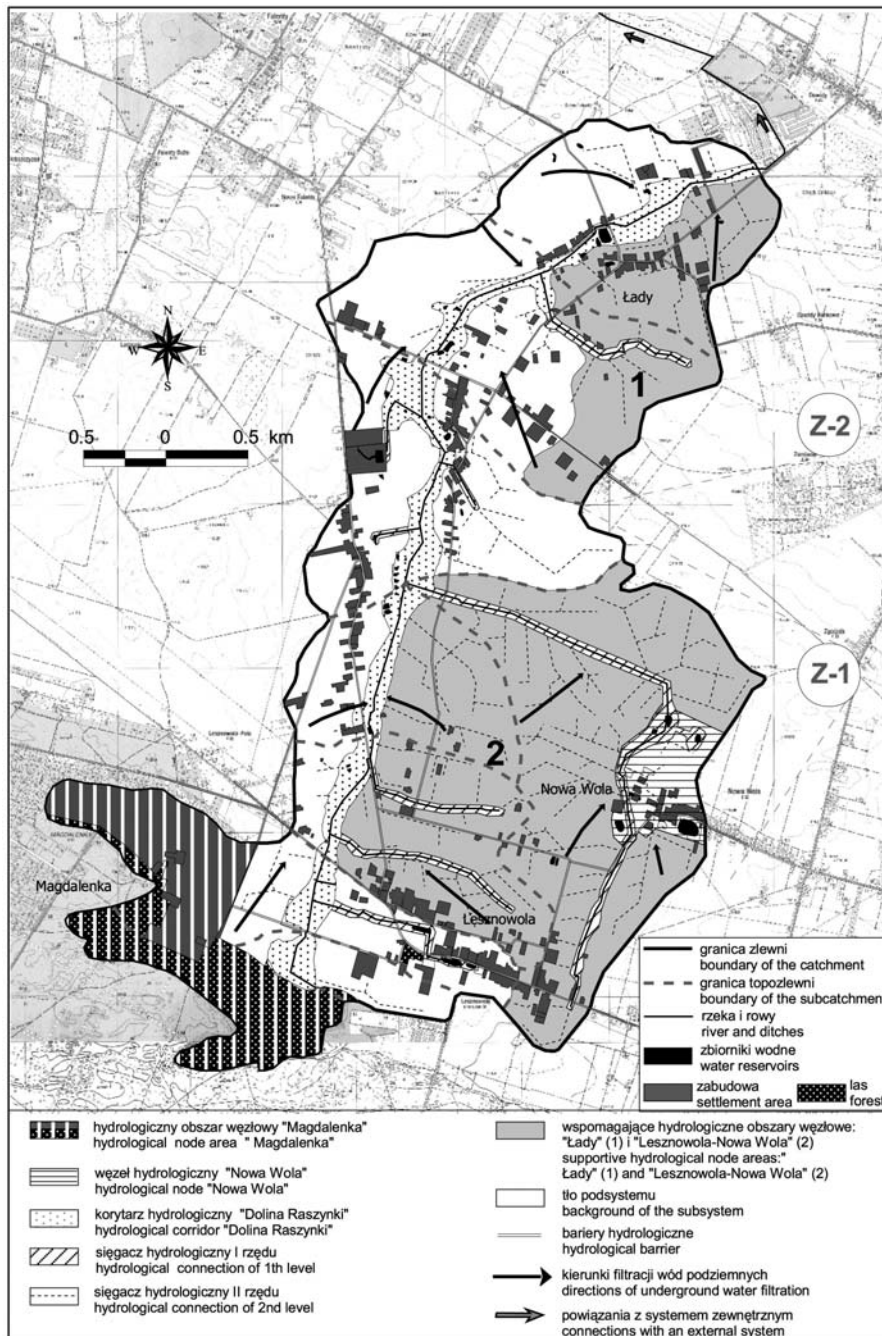 Łady
1
Z-2
0.5 0 0.5 km
N
W E
S
Z-1
2
Nowa Wola
Nowa Wola
Magdalenka
Lesznowola
granica zlewni
boundary of the catchment
granica topozlewni
boundary of the subcatchment
rzeka i rowy
river and ditches
zbiorniki wodne
water reservoirs
zabudowa
settlement area
las
forest
hydrologiczny obszar węzłowy "Magdalenka"
hydrological node area " Magdalenka"
węzeł hydrologiczny "Nowa Wola"
hydrological node "Nowa Wola"
korytarz hydrologiczny "Dolina Raszynki"
hydrological corridor "Dolina Raszynki"
sięgacz hydrologiczny I rzędu
hydrological connection of 1th level
sięgacz hydrologiczny II rzędu
hydrological connection of 2nd level
wspomagające hydrologiczne obszary węzłowe:
"Łady" (1) i "Lesznowola-Nowa Wola" (2)
supportive hydrological node areas:"
Łady" (1) and "Lesznowola-Nowa Wola" (2)
tło podsystemu
background of the subsystem
bariery hydrologiczne
hydrological barrier
kierunki filtracji wód podziemnych
directions of underground water filtration
powiązania z systemem zewnętrznym
connections with an external system